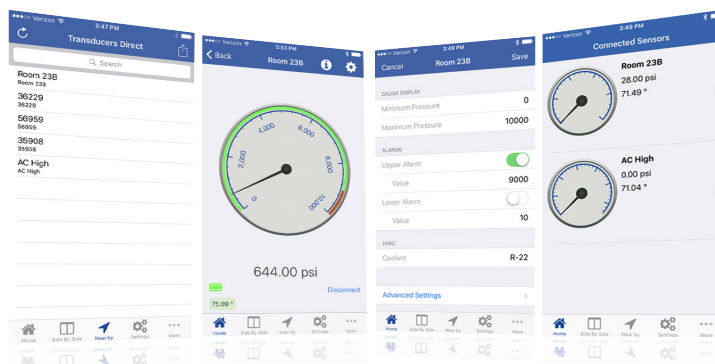 Verizon
3:47 PM
Transducers Direct
Search
Room 23B
Room 23B
36229
36229
56959
56959
35908
35908
AC High
AC High
Home
Side By Side
Near by
Settings
More
Verizon
3:53 PM
Back
Room 23B
0
2,000
4,000
6,000
8,000
10,000
644.00 psi
Disconnect
75.09 °
Home
Side By Side
Near by
Settings
More
Verizon
3:49 PM
Cancel
Room 23B
Save
GAUGE DISPLAY
Minimum Pressure 0
Maximum Pressure 10000
ALARMS
Upper Alarm
Value 9000
Lower Alarm
Value 10
HVAC
Coolant R-22
Advanced Settings
Home
Side By Side
Near by
Settings
More
Verizon
3:49 PM
Connected Sensors
Room 23B
28.00 psi
71.49 °
AC High
0.00 psi
71.04 °
Home
Side By Side
Near by
Settings
More